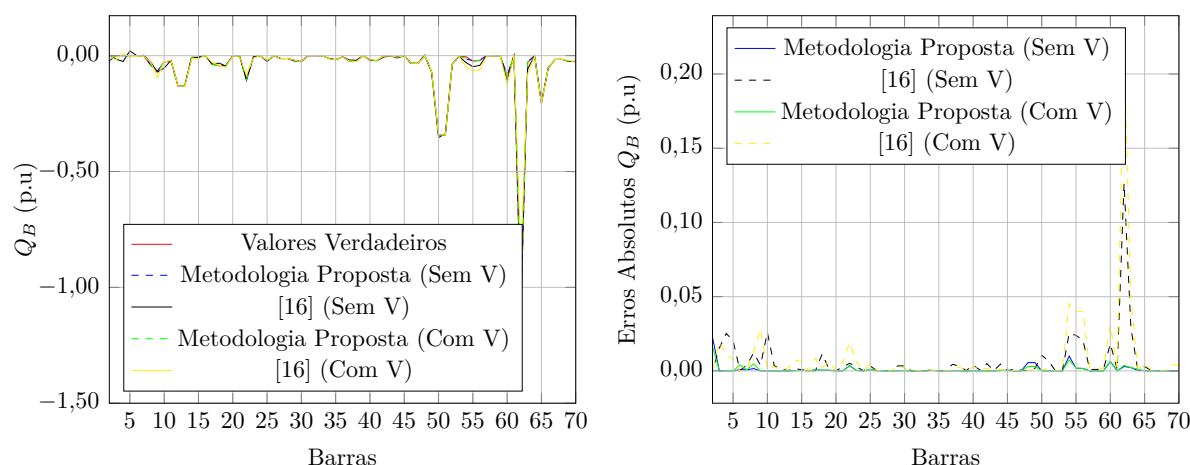 0,00
−0,50
−1,00
−1,50
Q_B (p.u)
5 10 15 20 25 30 35 40 45 50 55 60 65 70
Barras
Valores Verdadeiros
Metodologia Proposta (Sem V)
[16] (Sem V)
Metodologia Proposta (Com V)
[16] (Com V)
0,20
0,15
0,10
0,05
0,00
Erros Absolutos Q_B (p.u)
5 10 15 20 25 30 35 40 45 50 55 60 65 70
Barras
Metodologia Proposta (Sem V)
[16] (Sem V)
Metodologia Proposta (Com V)
[16] (Com V)